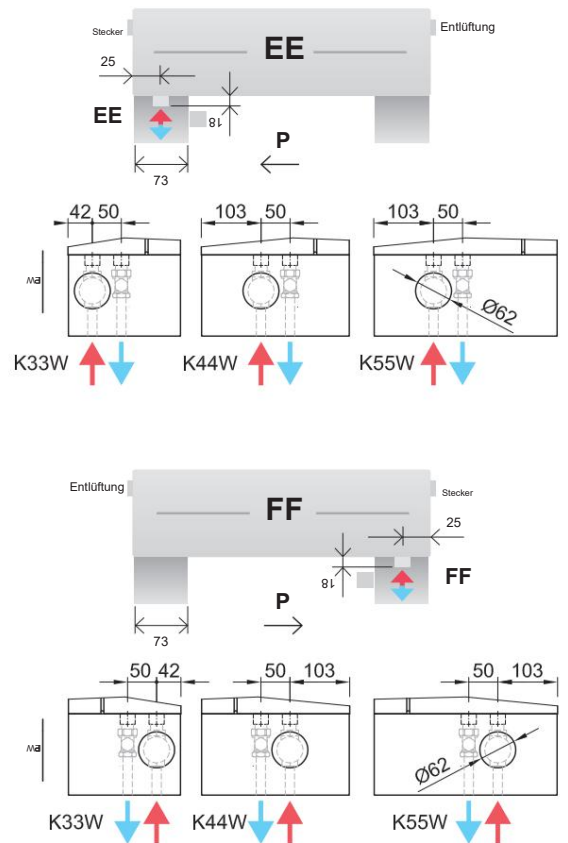 Stecker
Entlüftung
EE
25
EE
18
P
73
42 50
103 50
103 50
Ø62
K33W
K44W
K55W
Entlüftung
FF
Stecker
25
18
FF
P
73
50 42
50 103
50 103
Ø62
K33W
K44W
K55W